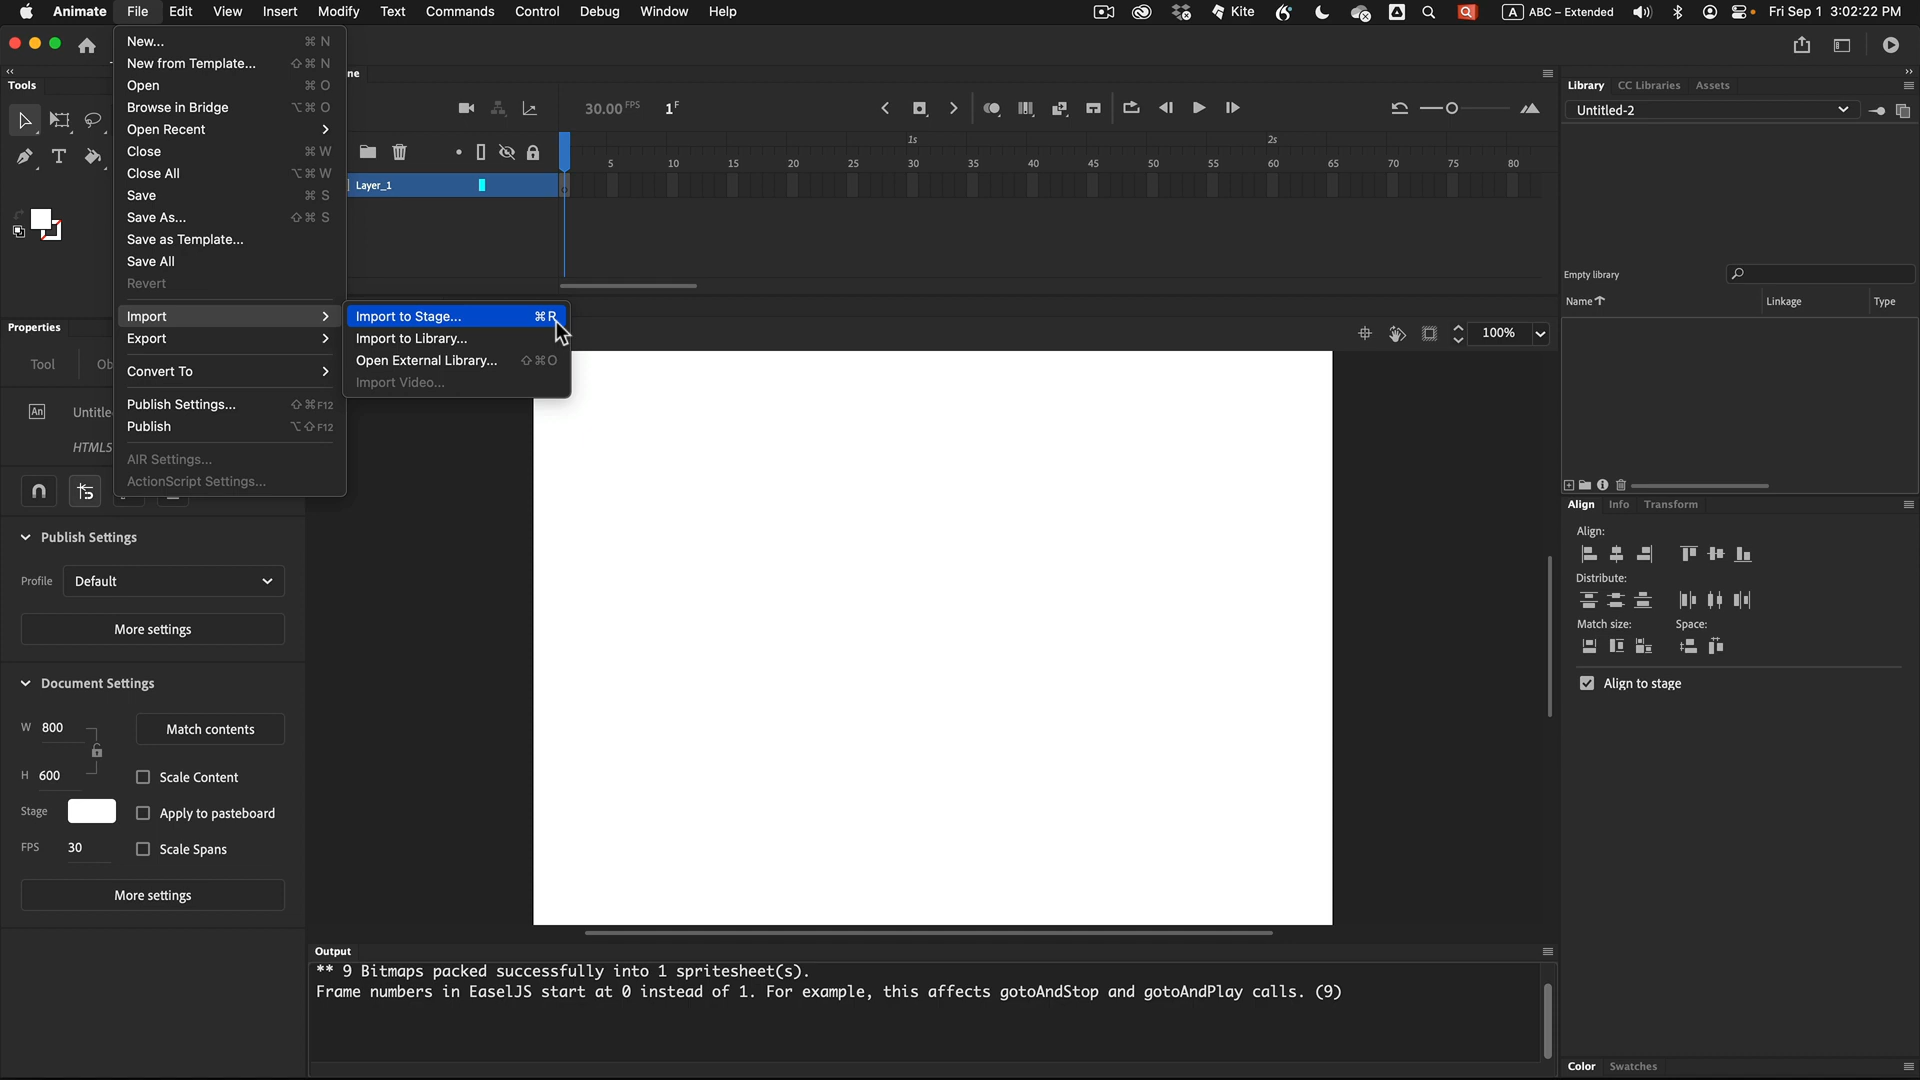 Animate File Edit View Insert Modify Text Commands Control Debug Window Help Kite A ABC – Extended Fri Sep 1 3:02:22 PM
New... ⌘ N
New from Template... ⇧⌘ N
Open ⌘ O
Browse in Bridge ⌥⌘ O
Open Recent
Close ⌘ W
Close All ⌥⌘ W
Save ⌘ S
Save As... ⇧⌘ S
Save as Template...
Save All
Revert
Import
Export
Convert To
Publish Settings... ⇧⌘F12
Publish ⌥⇧F12
AIR Settings...
ActionScript Settings...
Import to Stage... ⌘R
Import to Library...
Open External Library... ⇧⌘O
Import Video...
Tools
ne
30.00 FPS 1 F
1s 2s
5 10 15 20 25 30 35 40 45 50 55 60 65 70 75 80
Layer_1
100%
Properties
Tool Ob
An Untitle
HTML5
Publish Settings
Profile Default
More settings
Document Settings
W 800 Match contents
H 600 Scale Content
Stage Apply to pasteboard
FPS 30 Scale Spans
More settings
Output
** 9 Bitmaps packed successfully into 1 spritesheet(s).
Frame numbers in EaselJS start at 0 instead of 1. For example, this affects gotoAndStop and gotoAndPlay calls. (9)
Library CC Libraries Assets
Untitled-2
Empty library
Name Linkage Type
Align Info Transform
Align:
Distribute:
Match size: Space:
Align to stage
Color Swatches